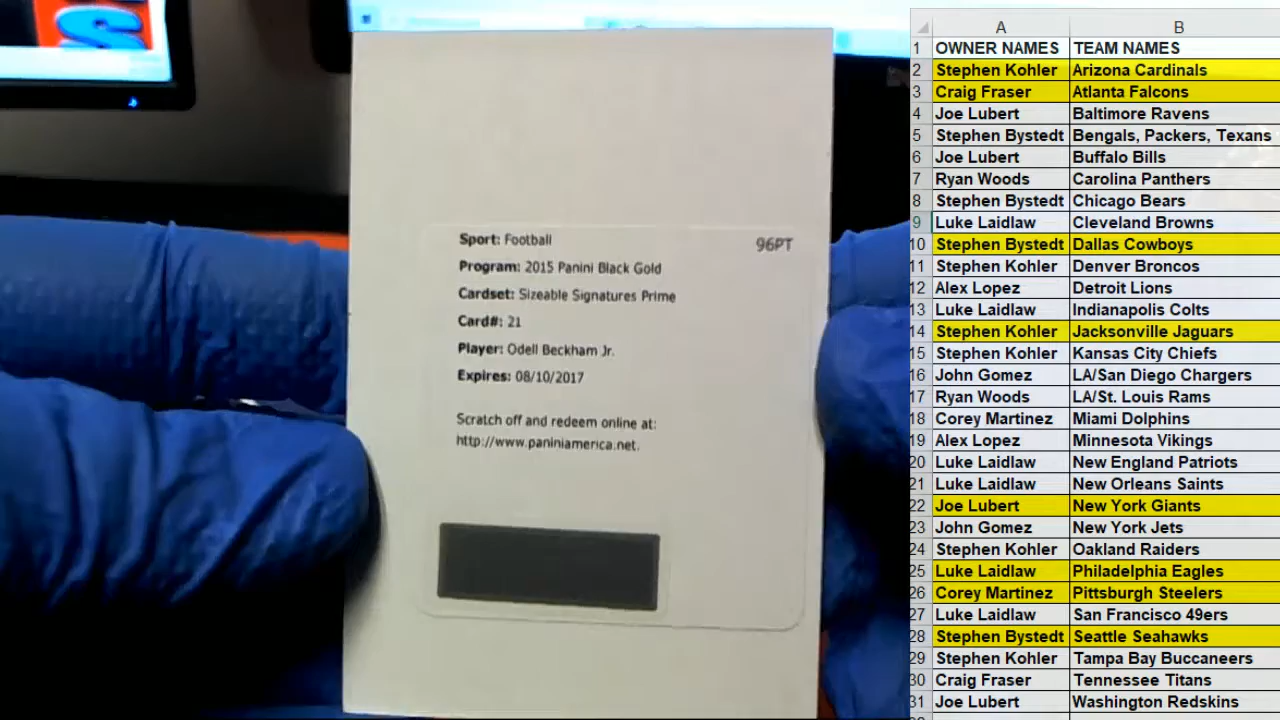 S
Sport: Football
96PT
Program: 2015 Panini Black Gold
Cardset: Sizeable Signatures Prime
Card#: 21
Player: Odell Beckham Jr.
Expires: 08/10/2017
Scratch off and redeem online at:
http://www.paniniamerica.net.
A B
1 OWNER NAMES TEAM NAMES
2 Stephen Kohler Arizona Cardinals
3 Craig Fraser Atlanta Falcons
4 Joe Lubert Baltimore Ravens
5 Stephen Bystedt Bengals, Packers, Texans
6 Joe Lubert Buffalo Bills
7 Ryan Woods Carolina Panthers
8 Stephen Bystedt Chicago Bears
9 Luke Laidlaw Cleveland Browns
10 Stephen Bystedt Dallas Cowboys
11 Stephen Kohler Denver Broncos
12 Alex Lopez Detroit Lions
13 Luke Laidlaw Indianapolis Colts
14 Stephen Kohler Jacksonville Jaguars
15 Stephen Kohler Kansas City Chiefs
16 John Gomez LA/San Diego Chargers
17 Ryan Woods LA/St. Louis Rams
18 Corey Martinez Miami Dolphins
19 Alex Lopez Minnesota Vikings
20 Luke Laidlaw New England Patriots
21 Luke Laidlaw New Orleans Saints
22 Joe Lubert New York Giants
23 John Gomez New York Jets
24 Stephen Kohler Oakland Raiders
25 Luke Laidlaw Philadelphia Eagles
26 Corey Martinez Pittsburgh Steelers
27 Luke Laidlaw San Francisco 49ers
28 Stephen Bystedt Seattle Seahawks
29 Stephen Kohler Tampa Bay Buccaneers
30 Craig Fraser Tennessee Titans
31 Joe Lubert Washington Redskins